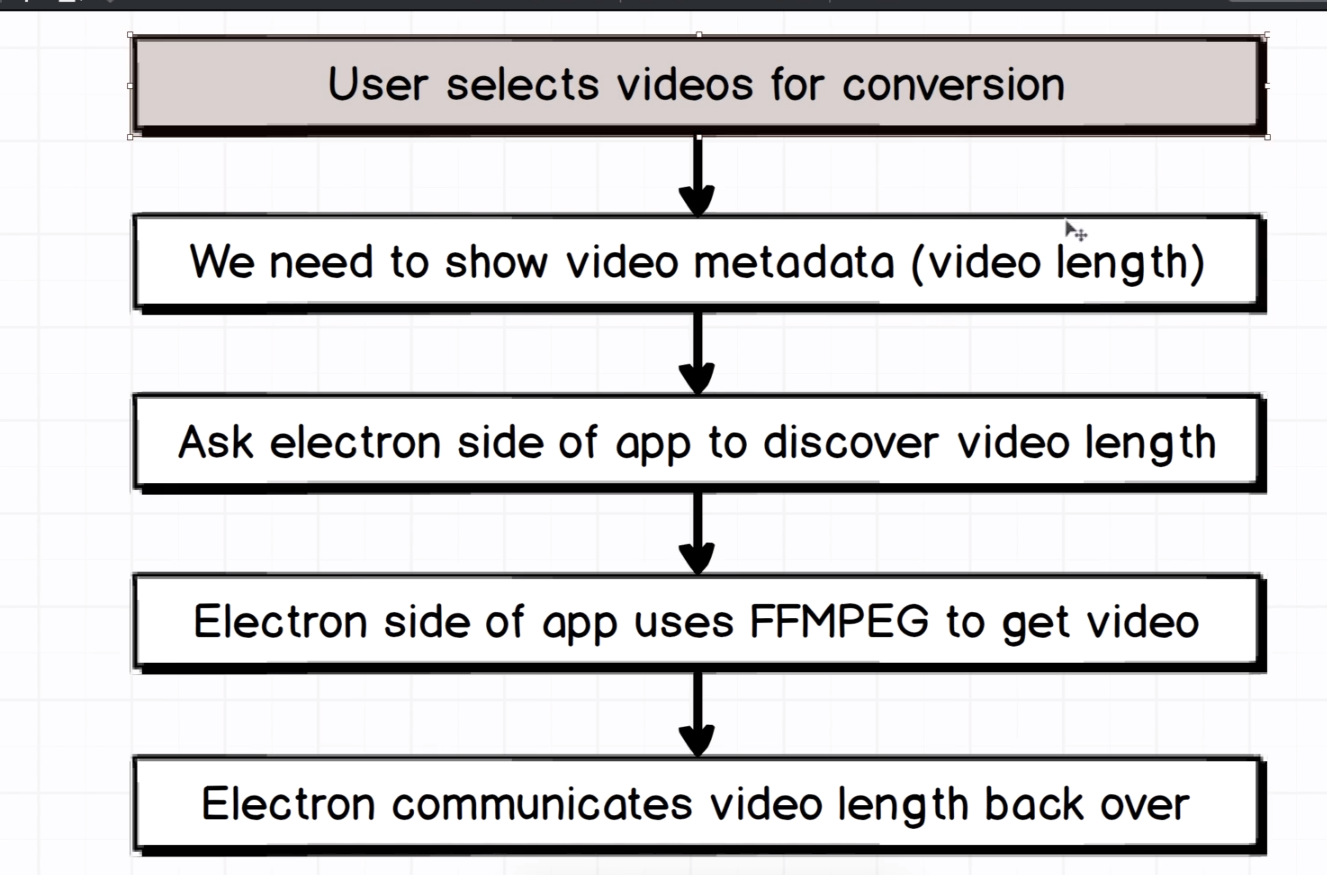 User selects videos for conversion
We need to show video metadata (video length)
Ask electron side of app to discover video length
Electron side of app uses FFMPEG to get video
Electron communicates video length back over